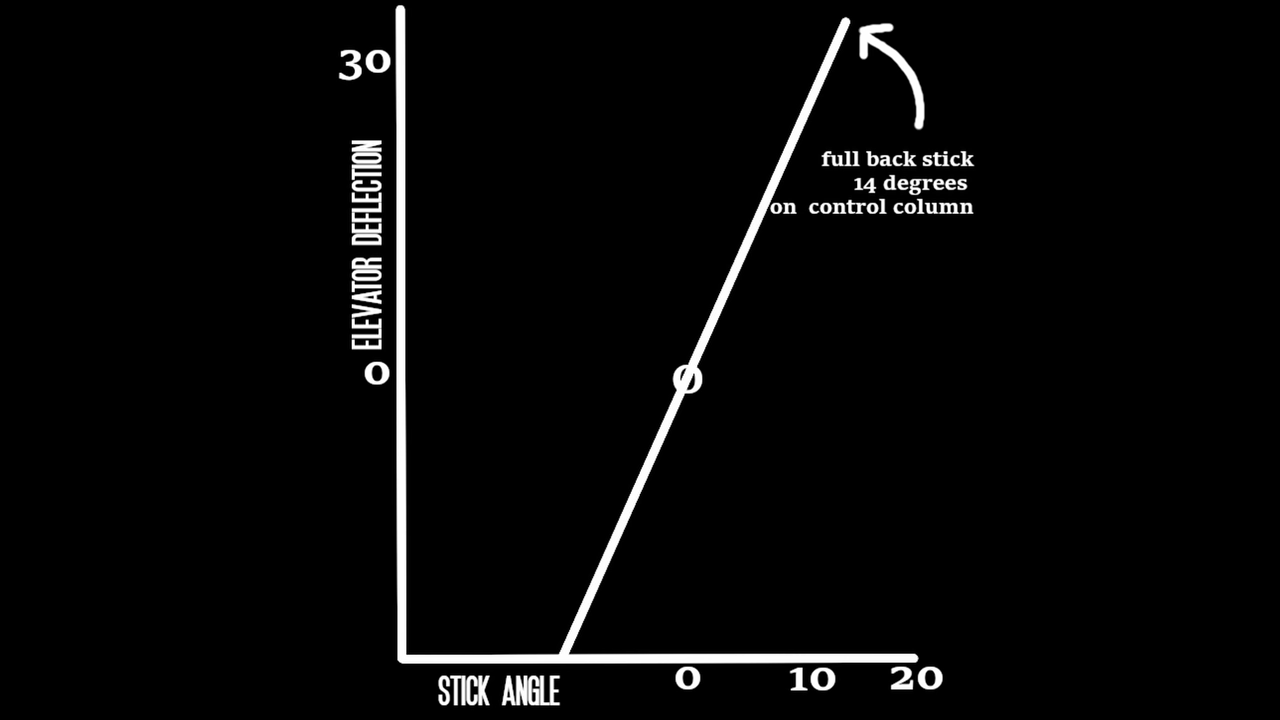 30
ELEVATOR DEFLECTION
0
full back stick
14 degrees
on control column
0
0
10
20
STICK ANGLE